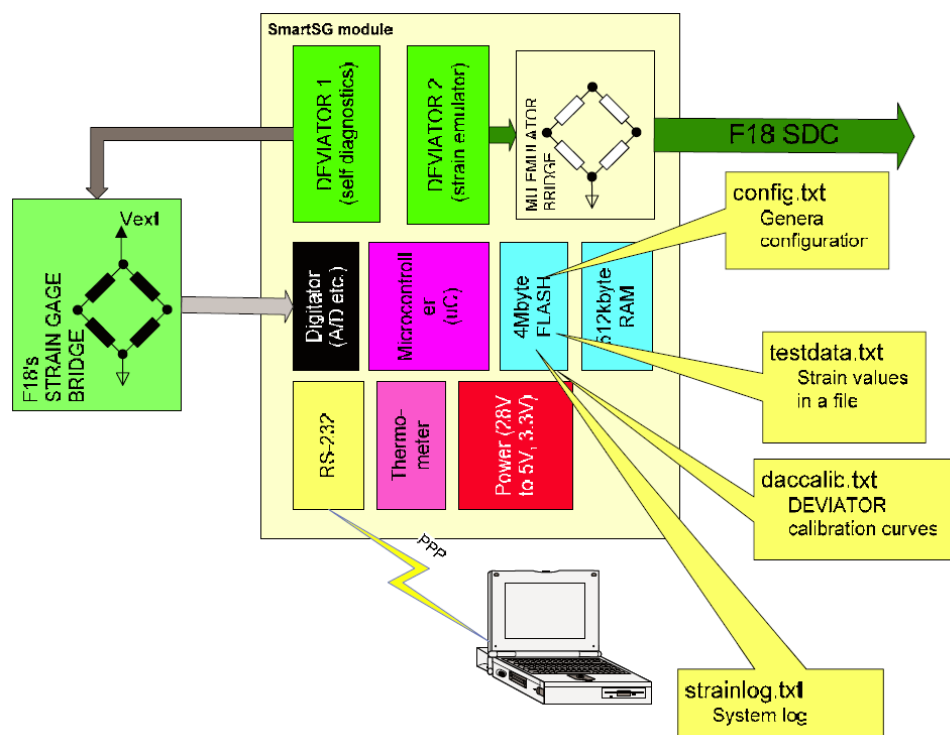 SmartSG module
DEVIATOR 1
(self diagnostics)
DEVIATOR 2
(strain emulator)
MU EMULATOR
BRIDGE
F18 SDC
config.txt
Genera
configuration
Vext
F18's
STRAIN GAGE
BRIDGE
Digitator
(A/D etc.)
Microcontroll
er
(uC)
4Mbyte
FLASH
512kbyte
RAM
testdata.txt
Strain values
in a file
RS-232
Thermo-
meter
Power (28V
to 5V, 3.3V)
daccalib.txt
DEVIATOR
calibration curves
PPP
strainlog.txt
System log